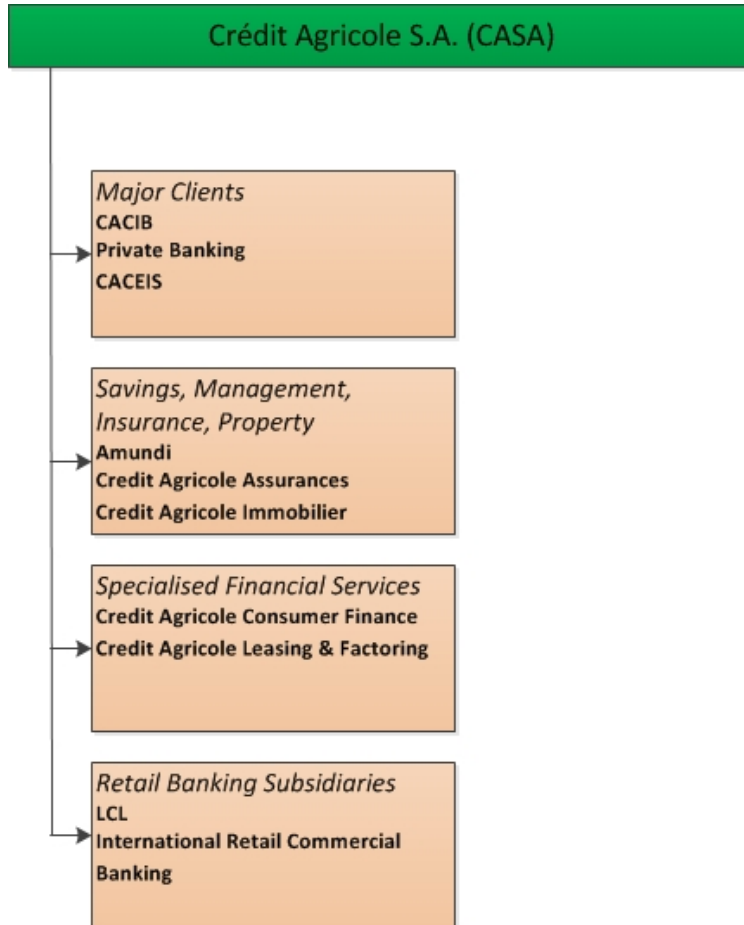 Crédit Agricole S.A. (CASA)
Major Clients
CACIB
Private Banking
CACEIS
Savings, Management,
Insurance, Property
Amundi
Credit Agricole Assurances
Credit Agricole Immobilier
Specialised Financial Services
Credit Agricole Consumer Finance
Credit Agricole Leasing & Factoring
Retail Banking Subsidiaries
LCL
International Retail Commercial
Banking